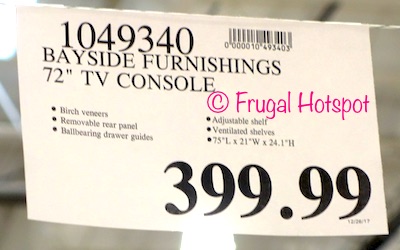 1049340
0000010493403
BAYSIDE FURNISHINGS
72" TV CONSOLE
© Frugal Hotspot
• Birch veneers
• Removable rear panel
• Ballbearing drawer guides
• Adjustable shelf
• Ventilated shelves
• 75"L x 21"W x 24.1"H
399.99
12/26/17